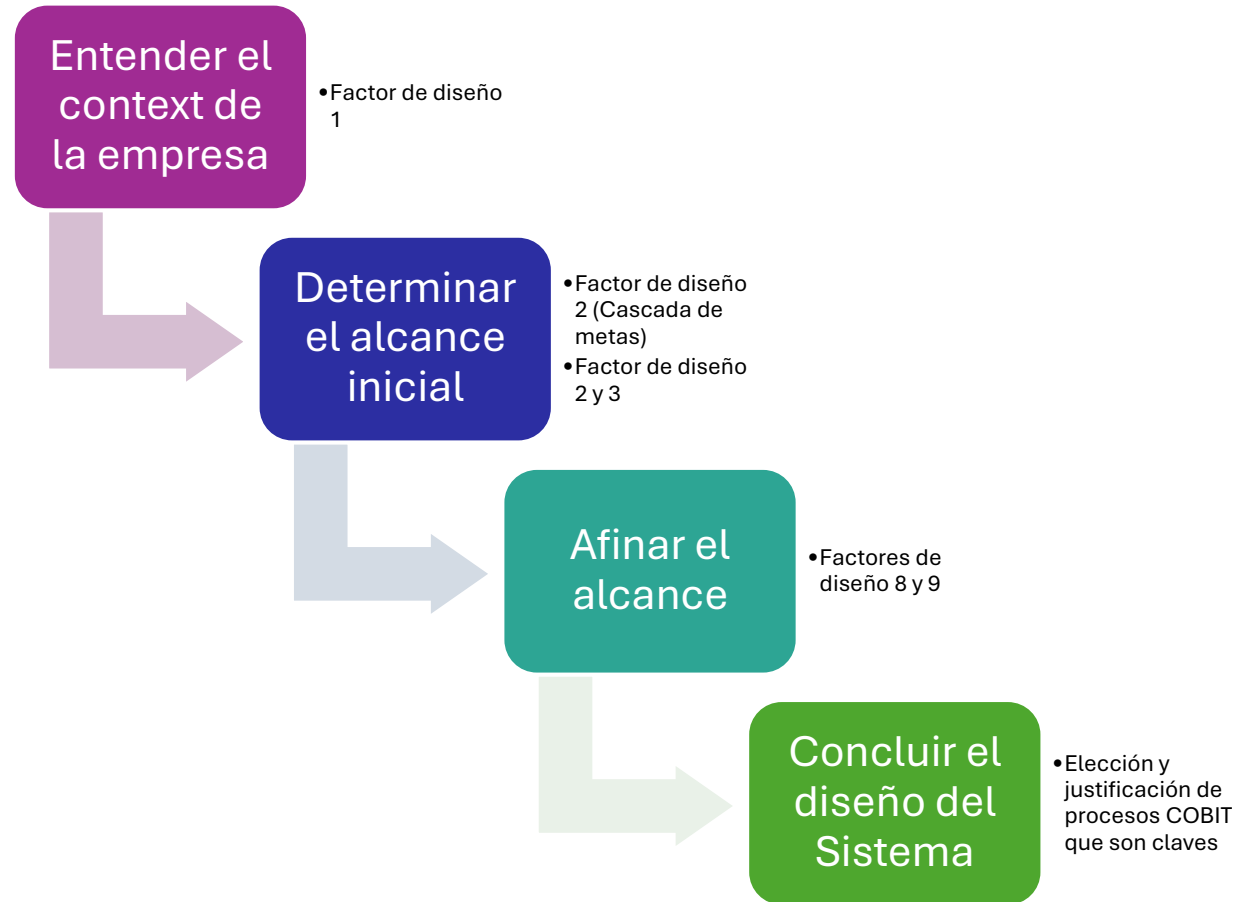 Entender el
context de
la empresa
•Factor de diseño
1
Determinar
el alcance
inicial
•Factor de diseño
2 (Cascada de
metas)
•Factor de diseño
2 y 3
Afinar el
alcance
•Factores de
diseño 8 y 9
Concluir el
diseño del
Sistema
•Elección y
justificación de
procesos COBIT
que son claves